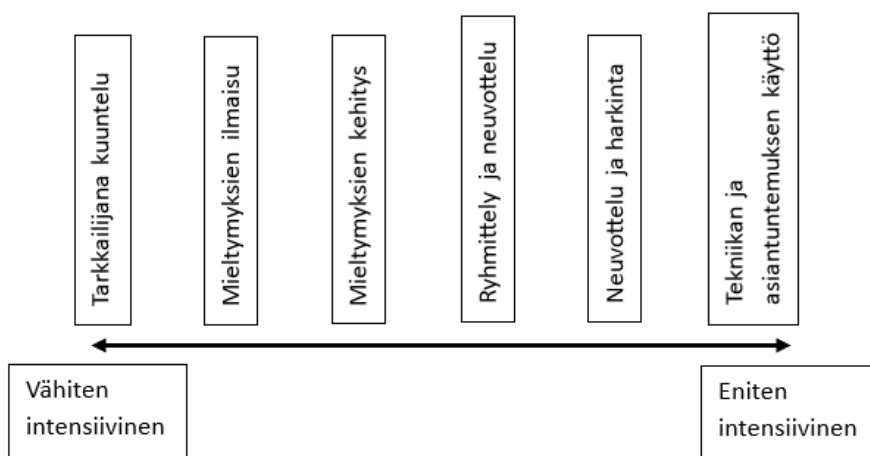 Tarkkailijana kuuntelu
Mieltymyksien ilmaisu
Mieltymyksien kehitys
Ryhmittely ja neuvottelu
Neuvottelu ja harkinta
Tekniikan ja
asiantuntemuksen käyttö
Vähiten
intensiivinen
Eniten
intensiivinen